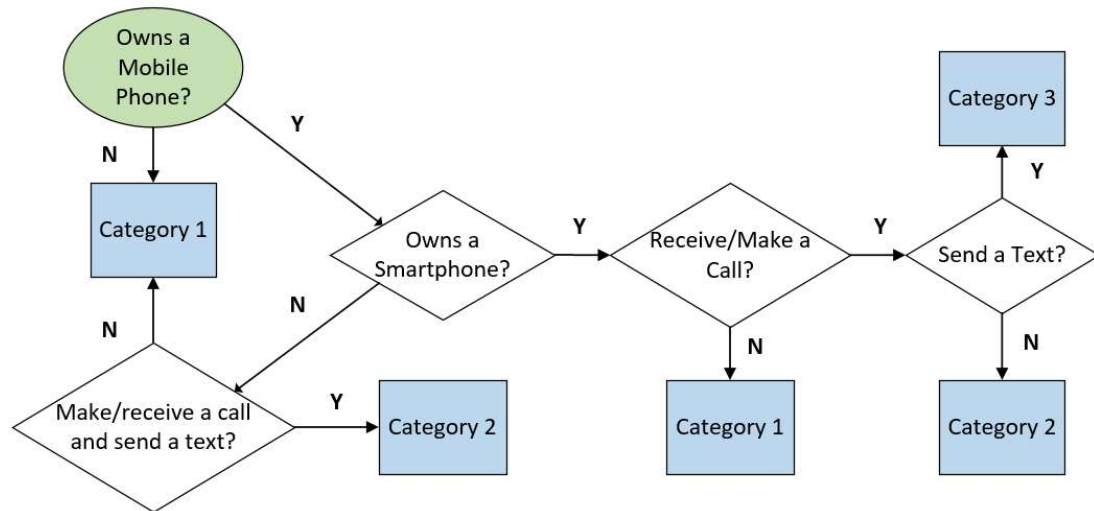 Owns a
Mobile
Phone?
Y
N
Category 1
Owns a
Smartphone?
Y
Receive/Make a
Call?
Y
Send a Text?
Y
Category 3
N
Category 2
N
Category 1
N
Make/receive a call
and send a text?
N
Y
Category 2